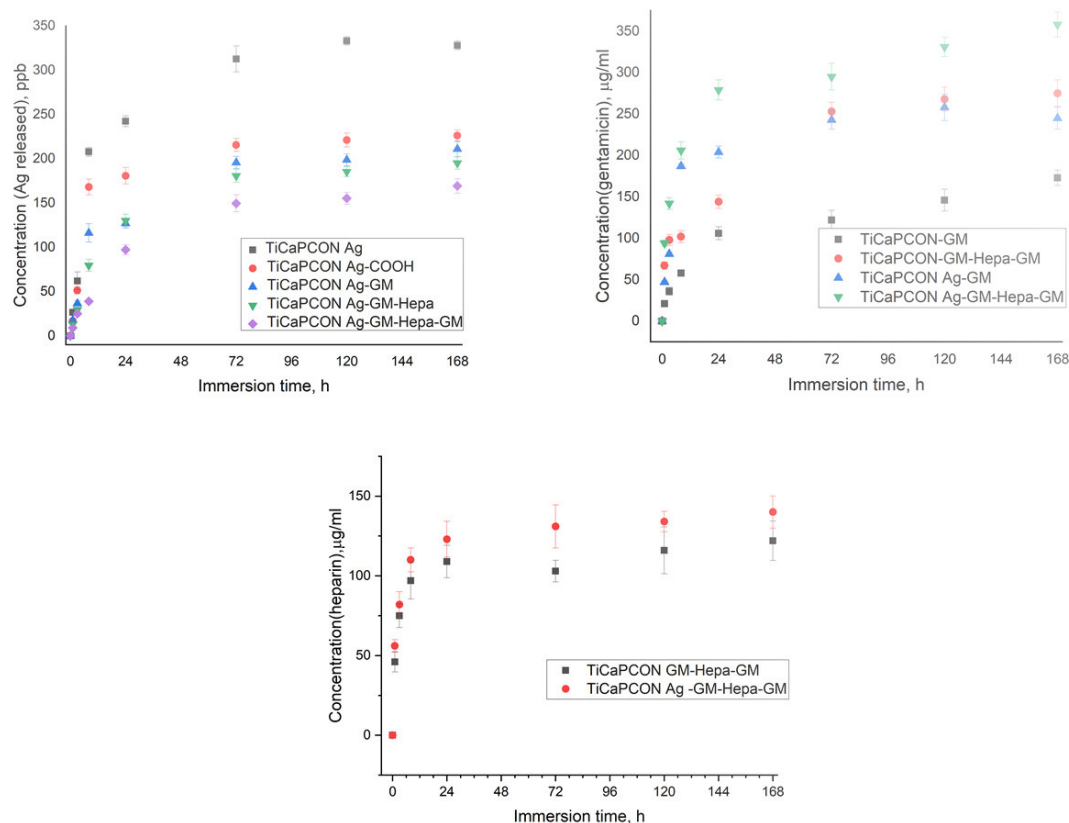 Concentration (Ag released), ppb
350
300
250
200
150
100
50
0
0 24 48 72 96 120 144 168
Immersion time, h
TiCaPCON Ag
TiCaPCON Ag-COOH
TiCaPCON Ag-GM
TiCaPCON Ag-GM-Hepa
TiCaPCON Ag-GM-Hepa-GM
Concentration(gentamicin), μg/ml
350
300
250
200
150
100
50
0
0 24 48 72 96 120 144 168
Immersion time, h
TiCaPCON-GM
TiCaPCON-GM-Hepa-GM
TiCaPCON Ag-GM
TiCaPCON Ag-GM-Hepa-GM
Concentration(heparin),μg/ml
150
100
50
0
0 24 48 72 96 120 144 168
Immersion time, h
TiCaPCON GM-Hepa-GM
TiCaPCON Ag -GM-Hepa-GM